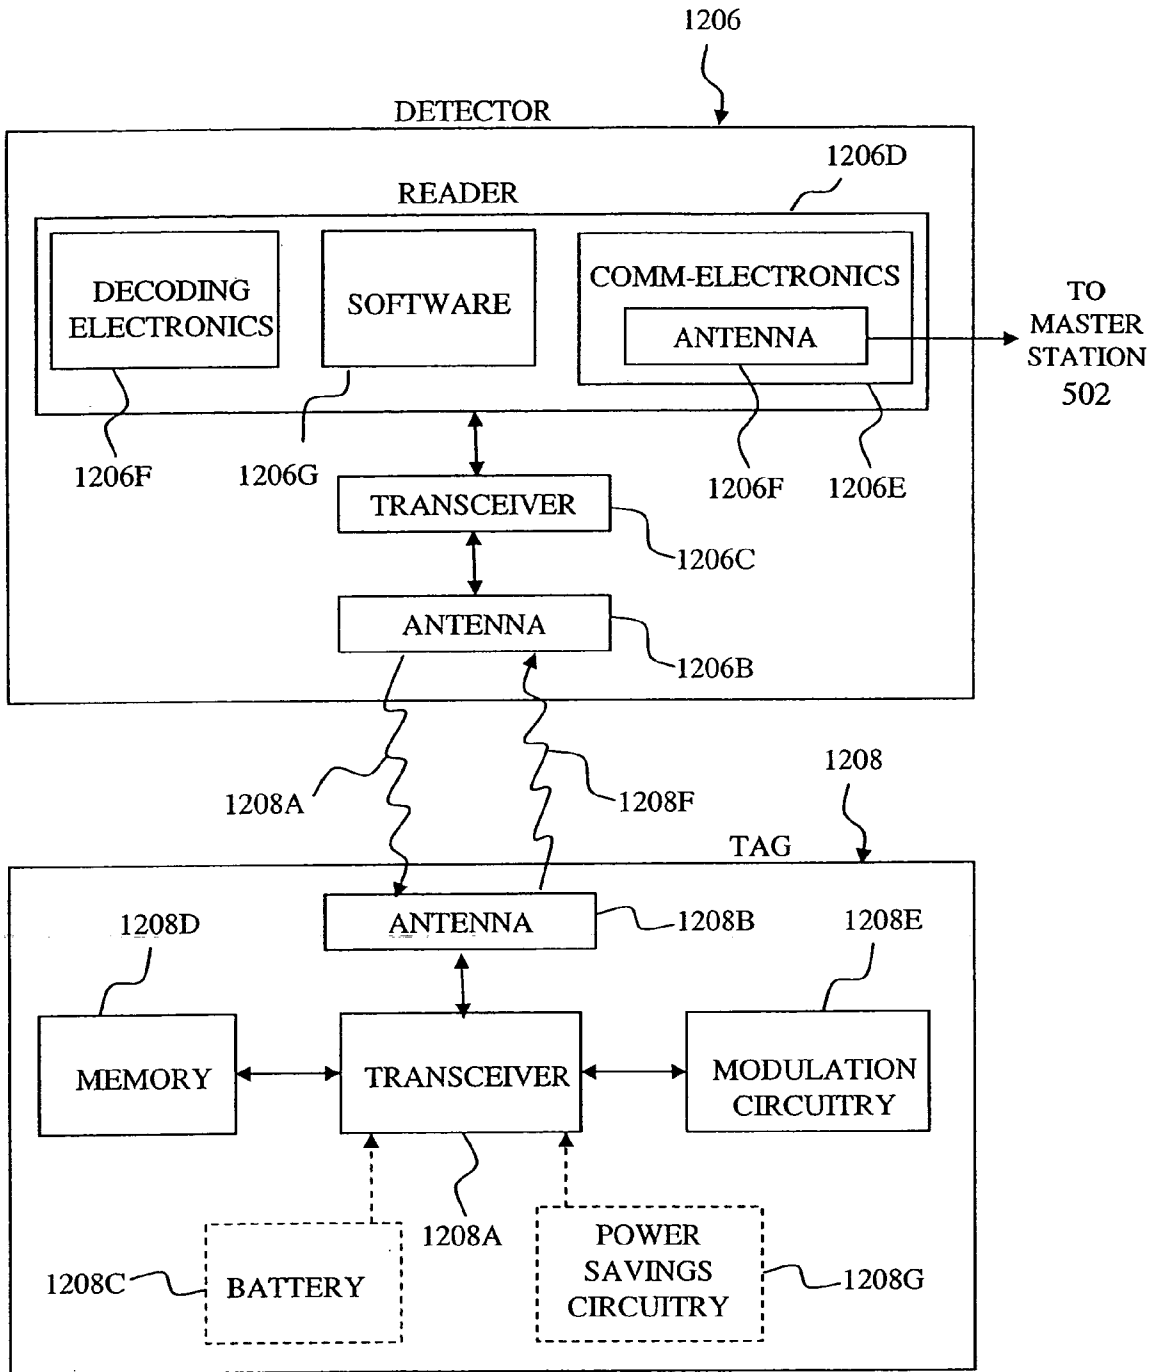 1206
DETECTOR
1206D
READER
DECODING
ELECTRONICS
SOFTWARE
COMM-ELECTRONICS
ANTENNA
TO
MASTER
STATION
502
1206F
1206G
1206F
1206E
TRANSCEIVER
1206C
ANTENNA
1206B
1208A
1208F
1208
TAG
ANTENNA
1208B
1208D
1208E
MEMORY
TRANSCEIVER
MODULATION
CIRCUITRY
1208A
1208C
BATTERY
POWER
SAVINGS
CIRCUITRY
1208G